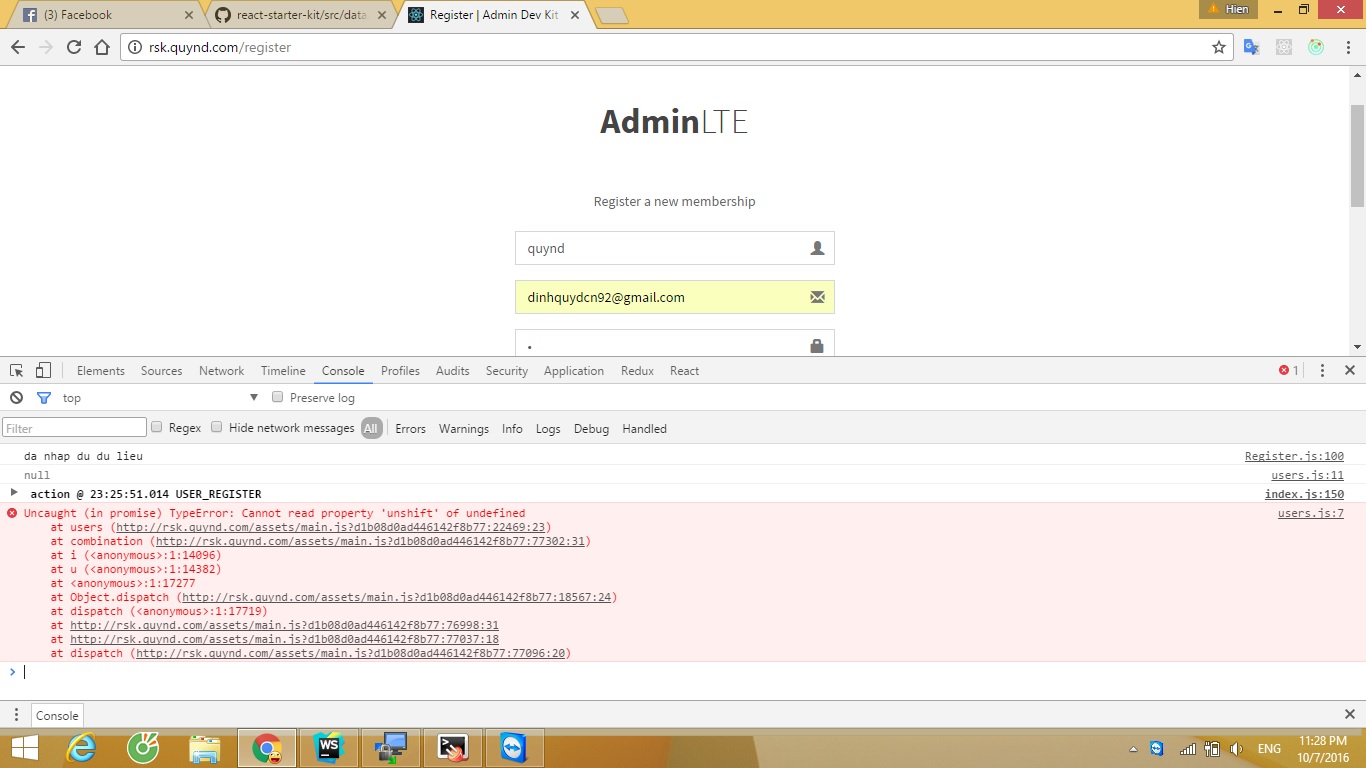 (3) Facebook
react-starter-kit/src/data
Register | Admin Dev Kit
Hien
rsk.quynd.com/register
AdminLTE
Register a new membership
quynd
dinhquydcn92@gmail.com
•
Elements Sources Network Timeline Console Profiles Audits Security Application Redux React 1
top Preserve log
Filter Regex Hide network messages All Errors Warnings Info Logs Debug Handled
da nhap du du lieu Register.js:100
null users.js:11
action @ 23:25:51.014 USER_REGISTER index.js:150
Uncaught (in promise) TypeError: Cannot read property 'unshift' of undefined users.js:7
at users (http://rsk.quynd.com/assets/main.js?d1b08d0ad446142f8b77:22469:23)
at combination (http://rsk.quynd.com/assets/main.js?d1b08d0ad446142f8b77:77302:31)
at i (<anonymous>:1:14096)
at u (<anonymous>:1:14382)
at <anonymous>:1:17277
at Object.dispatch (http://rsk.quynd.com/assets/main.js?d1b08d0ad446142f8b77:18567:24)
at dispatch (<anonymous>:1:17719)
at http://rsk.quynd.com/assets/main.js?d1b08d0ad446142f8b77:76998:31
at http://rsk.quynd.com/assets/main.js?d1b08d0ad446142f8b77:77037:18
at dispatch (http://rsk.quynd.com/assets/main.js?d1b08d0ad446142f8b77:77096:20)
>
Console
WS
ENG
11:28 PM
10/7/2016